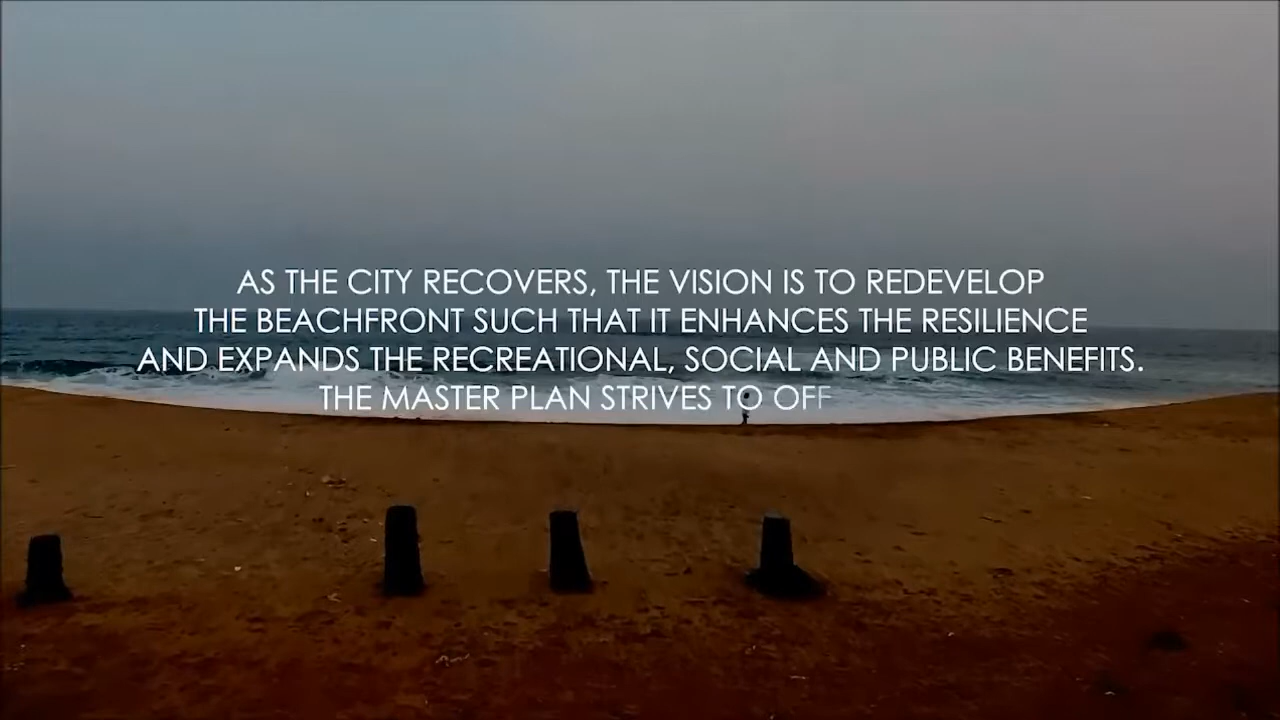 AS THE CITY RECOVERS, THE VISION IS TO REDEVELOP
THE BEACHFRONT SUCH THAT IT ENHANCES THE RESILIENCE
AND EXPANDS THE RECREATIONAL, SOCIAL AND PUBLIC BENEFITS.
THE MASTER PLAN STRIVES TO OFF